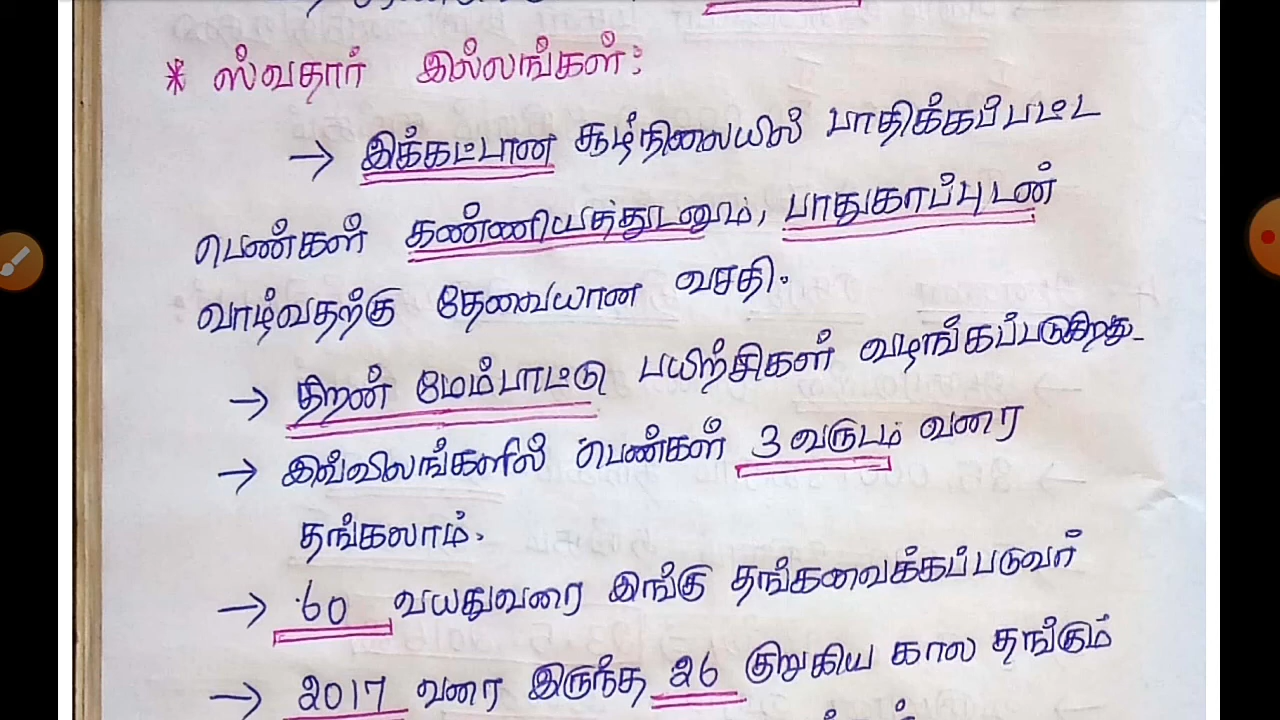 * ஸ்வதார் இல்லங்கள்:
→ இக்கட்டான சூழ்நிலையில் பாதிக்கப்பட்ட
பெண்கள் கண்ணியத்துடனும், பாதுகாப்புடன்
வாழ்வதற்கு தேவையான வசதி.
→ திறன் மேம்பாட்டு பயிற்சிகள் வழங்கப்படுகிறது.
→ இவ்விலங்களில் பெண்கள் 3 வருடம் வரை
தங்கலாம்.
→ 60 வயதுவரை இங்கு தங்கவைக்கப்படுவர்
→ 2017 வரை இருந்த 26 குறுகிய கால தங்கும்